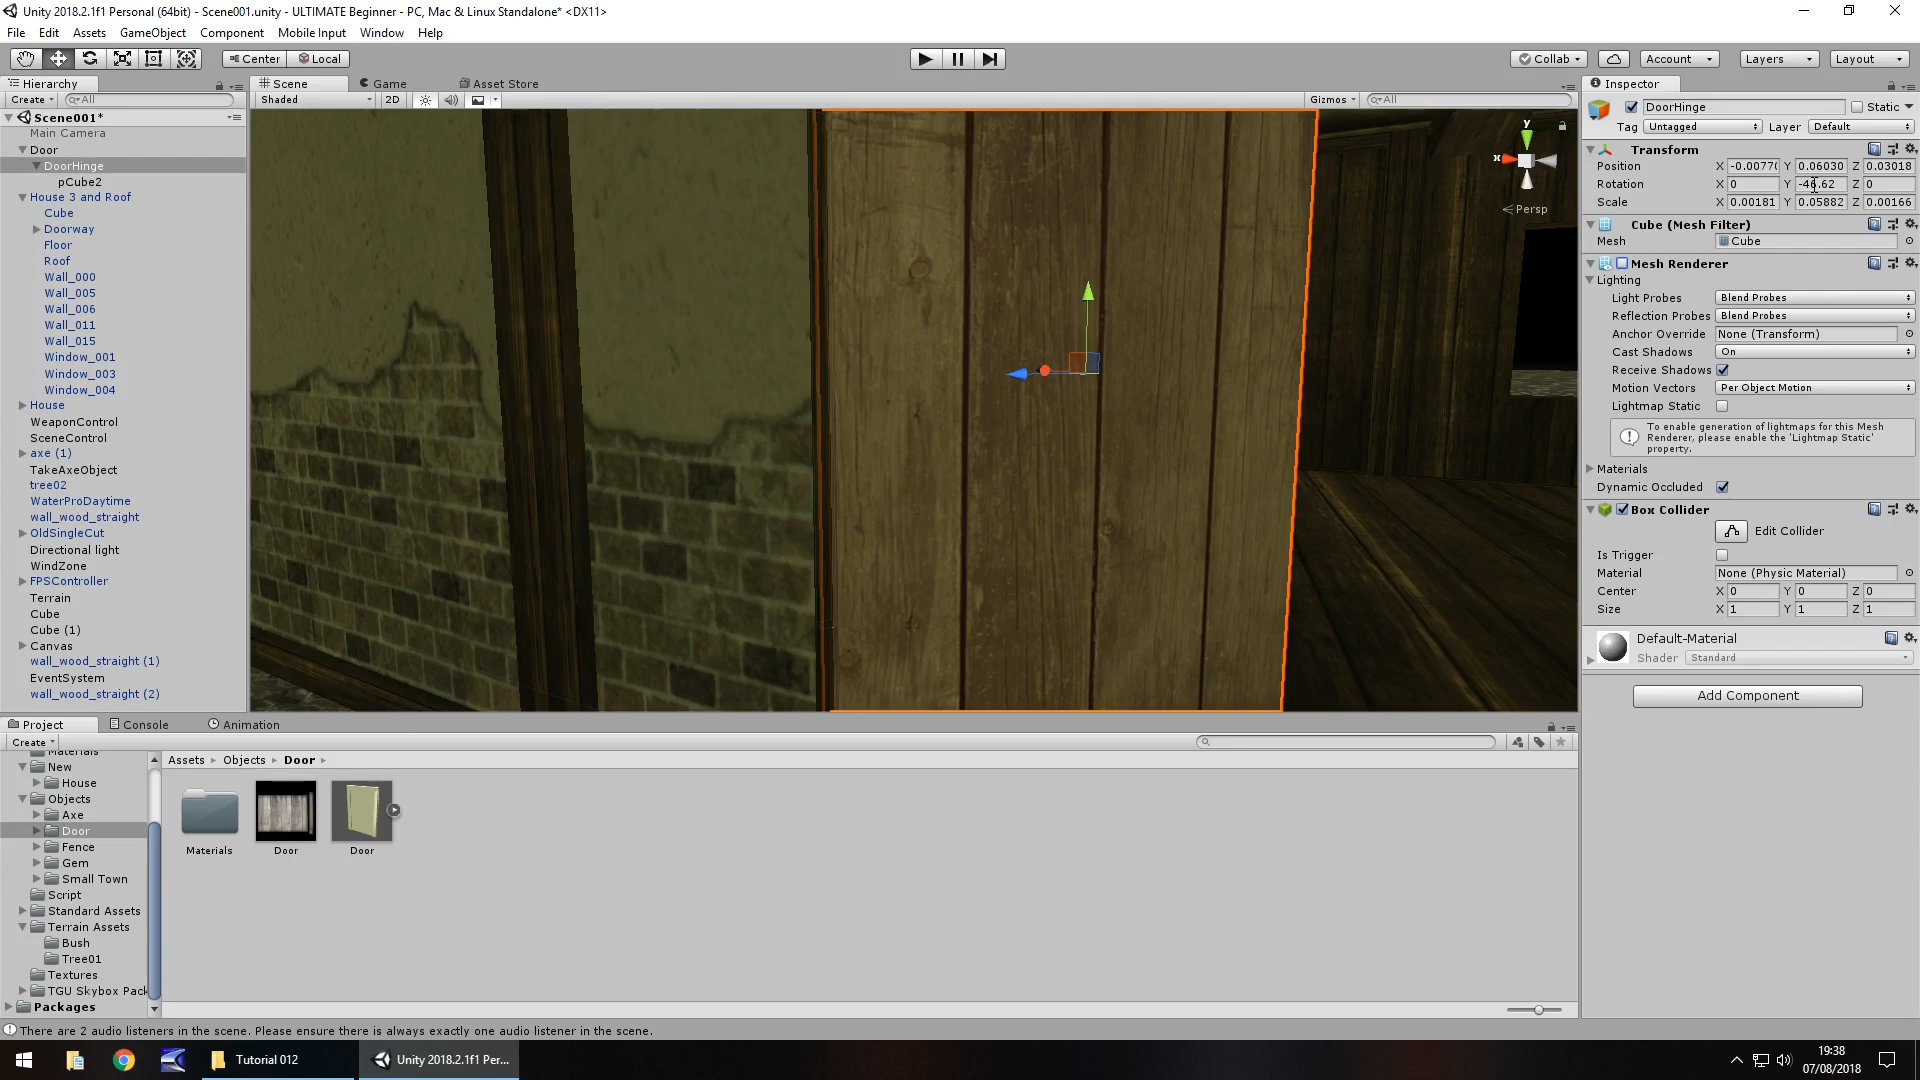 Unity 2018.2.1f1 Personal (64bit) - Scene001.unity - ULTIMATE Beginner - PC, Mac & Linux Standalone* <DX11>
File Edit Assets GameObject Component Mobile Input Window Help
Center Local Collab Account Layers Layout
Hierarchy Scene Game Asset Store Inspector
Create All Shaded 2D Gizmos All
Scene001*
Main Camera
Door
DoorHinge
pCube2
House 3 and Roof
Cube
Doorway
Floor
Roof
Wall_000
Wall_005
Wall_006
Wall_011
Wall_015
Window_001
Window_003
Window_004
House
WeaponControl
SceneControl
axe (1)
TakeAxeObject
tree02
WaterProDaytime
wall_wood_straight
OldSingleCut
Directional light
WindZone
FPSController
Terrain
Cube
Cube (1)
Canvas
wall_wood_straight (1)
EventSystem
wall_wood_straight (2)
y
x
Persp
DoorHinge Static
Tag Untagged Layer Default
Transform
Position X -0.0077( Y 0.06030 Z 0.03018
Rotation X 0 Y -46.62 Z 0
Scale X 0.00181 Y 0.05882 Z 0.00166
Cube (Mesh Filter)
Mesh Cube
Mesh Renderer
Lighting
Light Probes Blend Probes
Reflection Probes Blend Probes
Anchor Override None (Transform)
Cast Shadows On
Receive Shadows
Motion Vectors Per Object Motion
Lightmap Static
To enable generation of lightmaps for this Mesh
Renderer, please enable the 'Lightmap Static'
property.
Materials
Dynamic Occluded
Box Collider
Edit Collider
Is Trigger
Material None (Physic Material)
Center X 0 Y 0 Z 0
Size X 1 Y 1 Z 1
Default-Material
Shader Standard
Add Component
Project Console Animation
Create
Materials
New
House
Objects
Axe
Door
Fence
Gem
Small Town
Script
Standard Assets
Terrain Assets
Bush
Tree01
Textures
TGU Skybox Pack
Packages
Assets Objects Door
Materials Door Door
There are 2 audio listeners in the scene. Please ensure there is always exactly one audio listener in the scene.
Tutorial 012 Unity 2018.2.1f1 Per...
19:38
07/08/2018